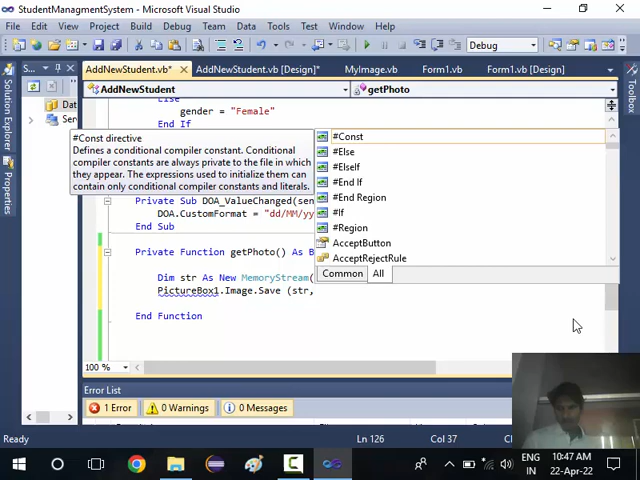 StudentManagmentSystem - Microsoft Visual Studio
File Edit View Project Build Debug Team Data Tools Test Window Help
Debug
S...
AddNewStudent.vb* AddNewStudent.vb [Design]* MyImage.vb Form1.vb Form1.vb [Design]
Solution Explorer
Properties
Toolbox
AddNewStudent
getPhoto
Dat
Serv
Else
gender = "Female"
End If
#Const directive
Defines a conditional compiler constant. Conditional
compiler constants are always private to the file in which
they appear. The expressions used to initialize them can
contain only conditional compiler constants and literals.
#Const
#Else
#ElseIf
#End If
#End Region
#If
#Region
AcceptButton
AcceptRejectRule
Common All
Private Sub DOA_ValueChanged(sen
DOA.CustomFormat = "dd/MM/yy
End Sub
Private Function getPhoto() As B
Dim str As New MemoryStream(
PictureBox1.Image.Save (str,
End Function
100 %
Error List
1 Error 0 Warnings 0 Messages
Ready Ln 126 Col 37
ENG
IN
10:47 AM
22-Apr-22